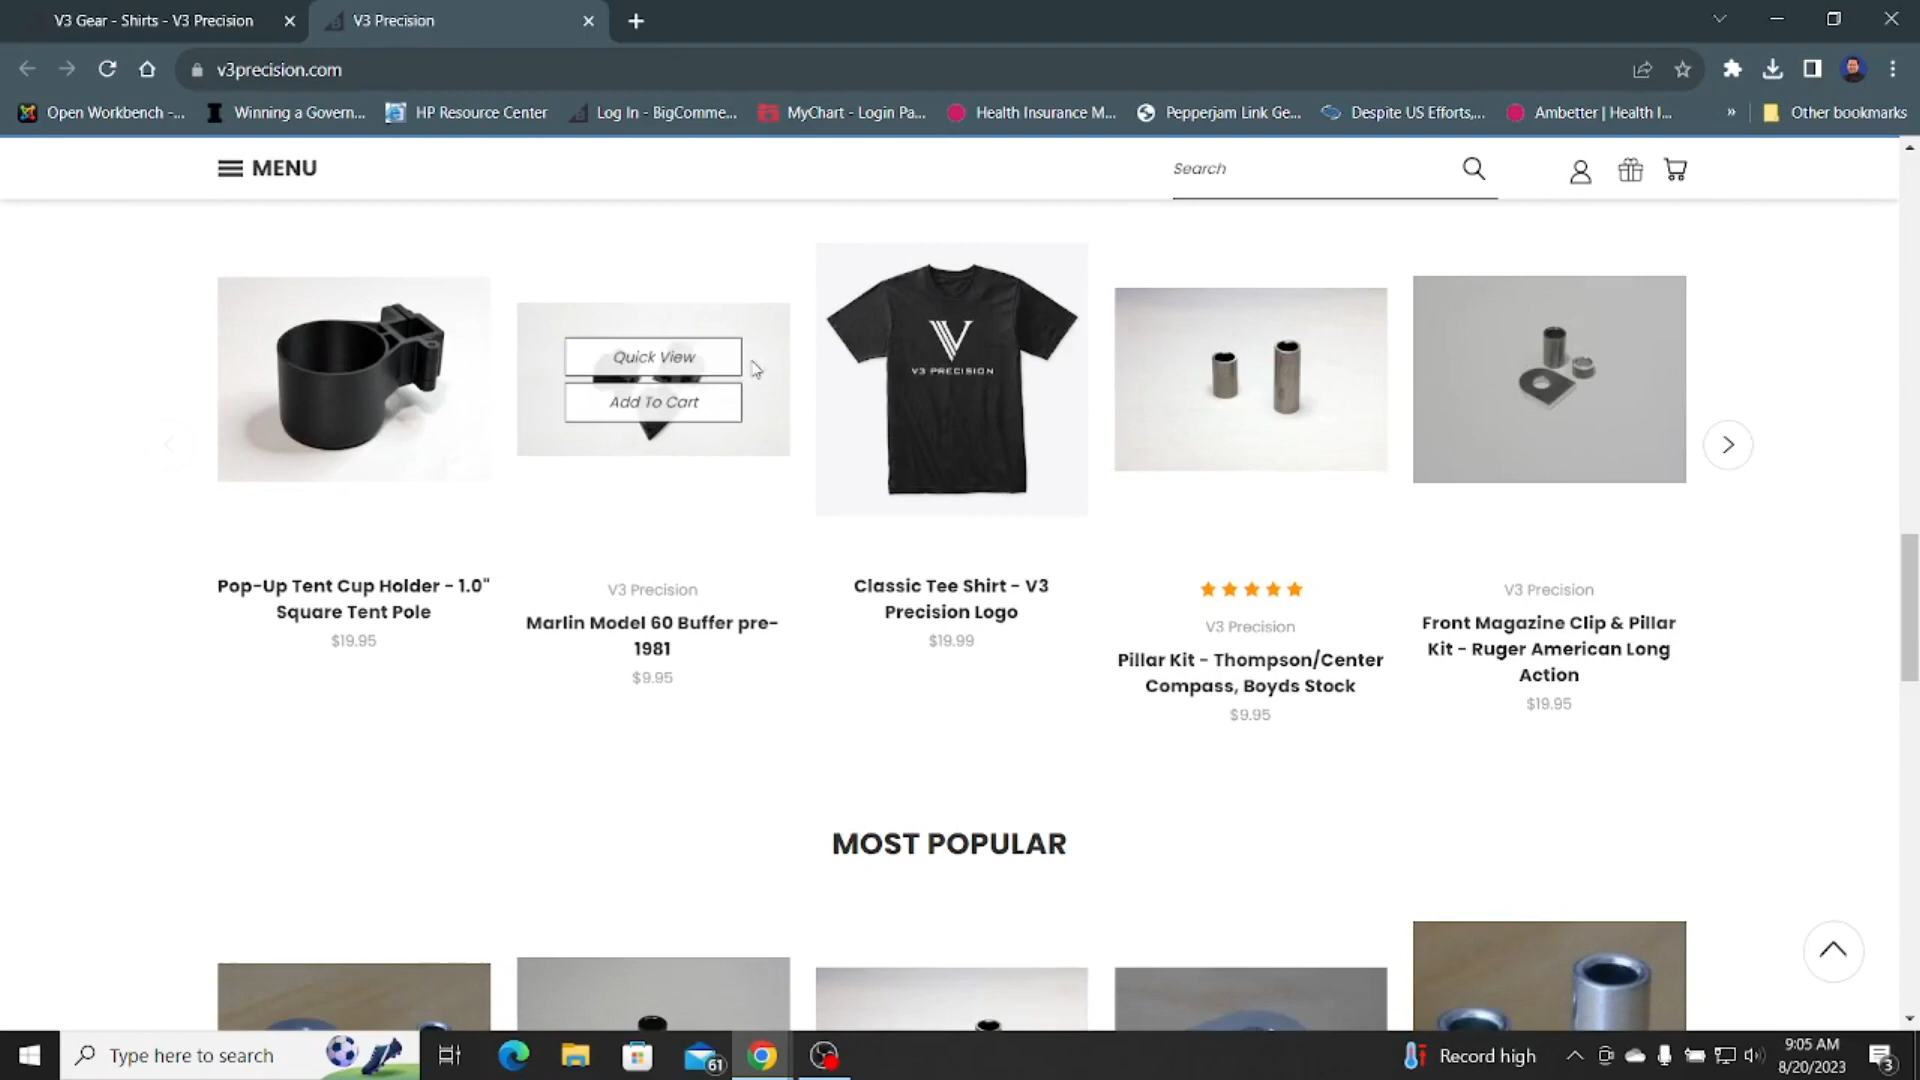 V3 Gear - Shirts - V3 Precision
V3 Precision
v3precision.com
Open Workbench -...
Winning a Govern...
HP Resource Center
Log In - BigComme...
MyChart - Login Pa...
Health Insurance M...
Pepperjam Link Ge...
Despite US Efforts,...
Ambetter | Health I...
»
Other bookmarks
MENU
Search
Quick View
Add To Cart
V3 PRECISION
Pop-Up Tent Cup Holder - 1.0"
Square Tent Pole
$19.95
V3 Precision
Marlin Model 60 Buffer pre-
1981
$9.95
Classic Tee Shirt - V3
Precision Logo
$19.99
V3 Precision
Pillar Kit - Thompson/Center
Compass, Boyds Stock
$9.95
V3 Precision
Front Magazine Clip & Pillar
Kit - Ruger American Long
Action
$19.95
MOST POPULAR
Type here to search
61
Record high
9:05 AM
8/20/2023
3